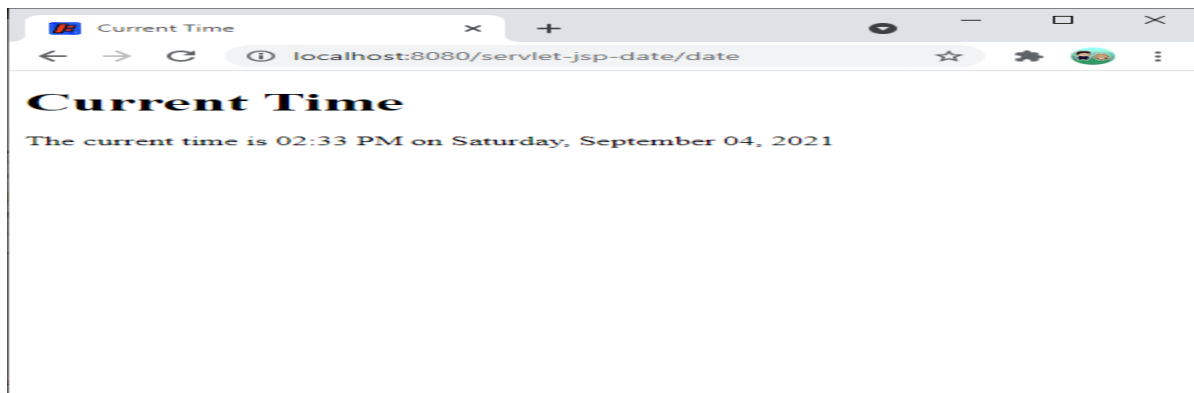 Current Time
localhost:8080/servlet-jsp-date/date
Current Time
The current time is 02:33 PM on Saturday, September 04, 2021